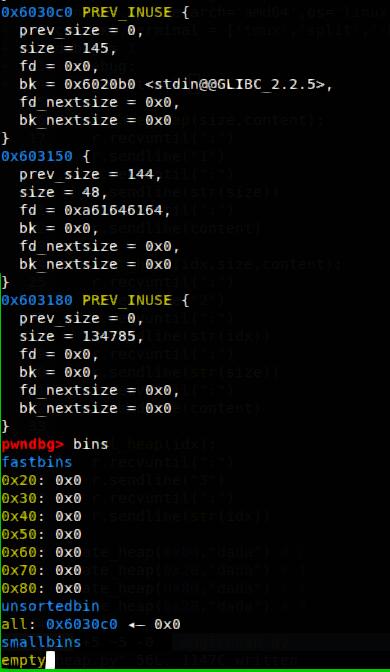 0x6030c0 PREV_INUSE {
prev_size = 0,
size = 145,
fd = 0x0,
bk = 0x6020b0 <stdin@@GLIBC_2.2.5>,
fd_nextsize = 0x0,
bk_nextsize = 0x0
}
0x603150 {
prev_size = 144,
size = 48,
fd = 0xa61646164,
bk = 0x0,
fd_nextsize = 0x0,
bk_nextsize = 0x0
}
0x603180 PREV_INUSE {
prev_size = 0,
size = 134785,
fd = 0x0,
bk = 0x0,
fd_nextsize = 0x0,
bk_nextsize = 0x0
}
pwndbg> bins
fastbins
0x20: 0x0
0x30: 0x0
0x40: 0x0
0x50: 0x0
0x60: 0x0
0x70: 0x0
0x80: 0x0
unsortedbin
all: 0x6030c0 ◂— 0x0
smallbins
empty